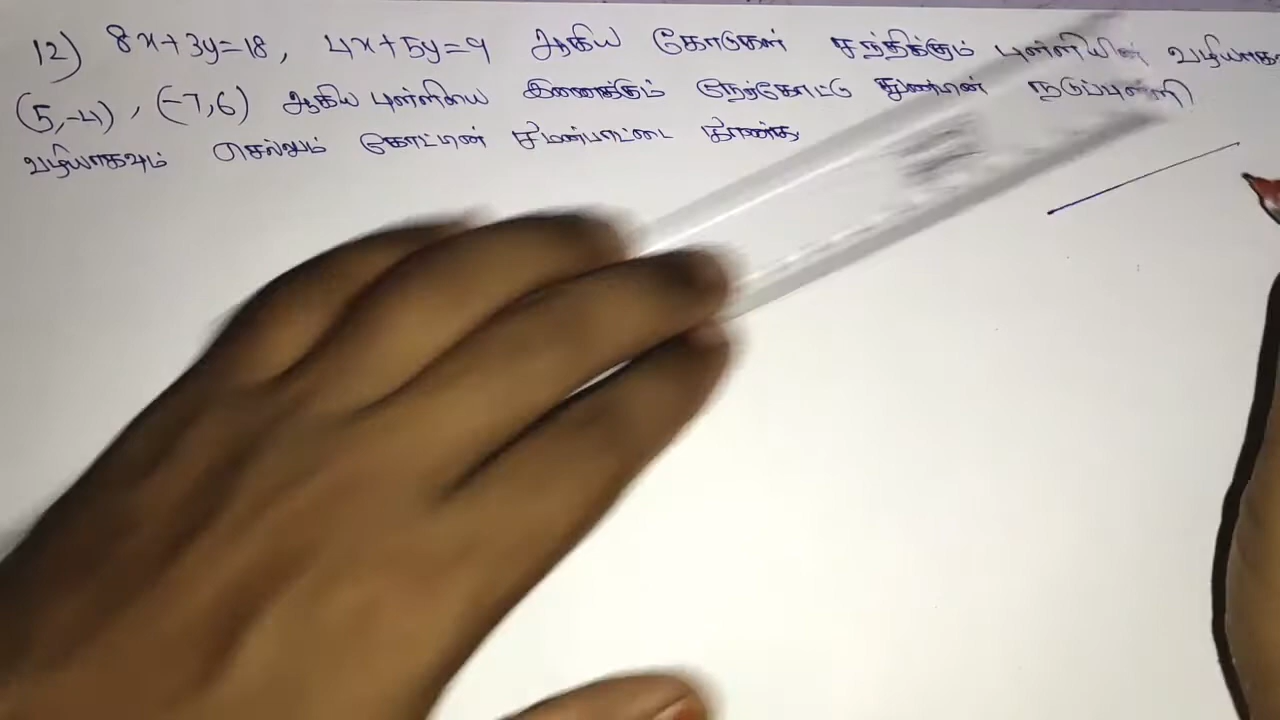 12) 8x+3y=18, 4x+5y=9 ஆகிய கோடுகள் சந்திக்கும் புள்ளியின் வழியாக
(5,-4), (-7,6) ஆகிய புள்ளியை இணைக்கும் நேர்கோட்டு துண்டின் நடுப்புள்ளி
வழியாகவும் செல்லும் கோட்டின் சமன்பாட்டை காண்க